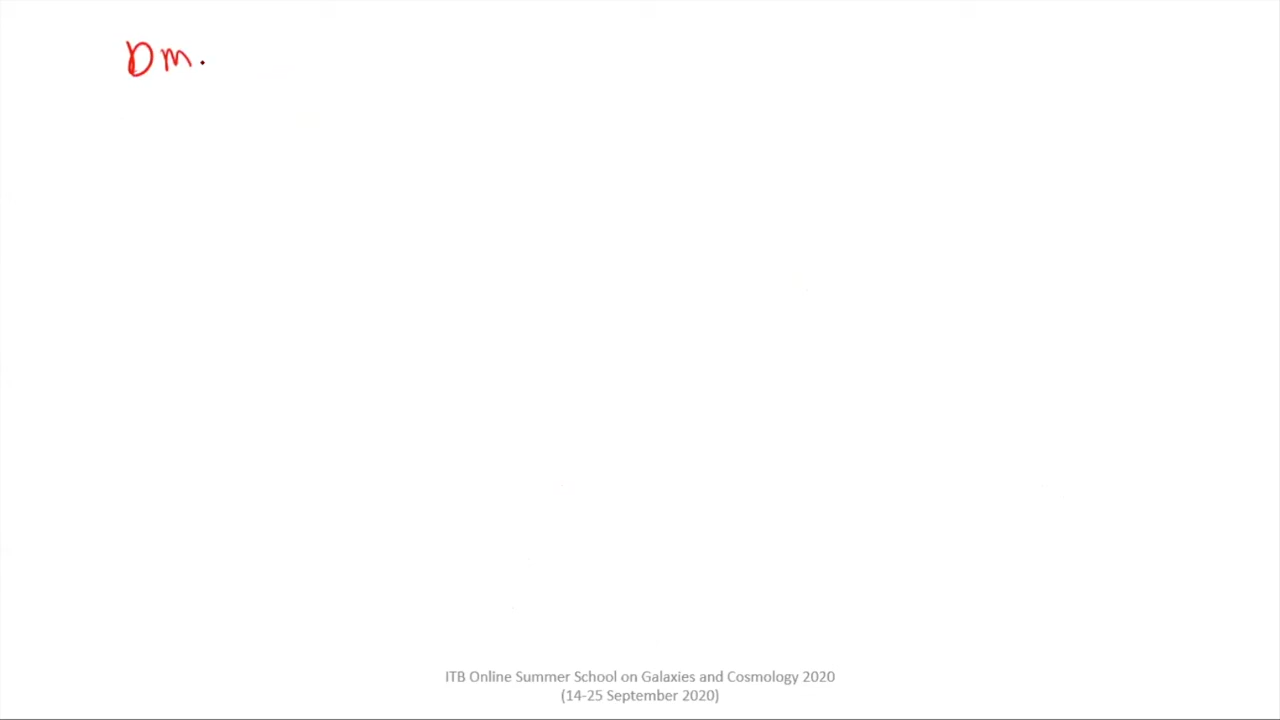 Dm
ITB Online Summer School on Galaxies and Cosmology 2020
(14-25 September 2020)